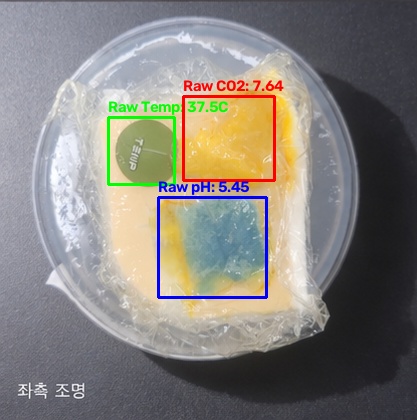 Raw CO2: 7.64
Raw Temp: 37.5C
TEMP
Raw pH: 5.45
좌측 조명